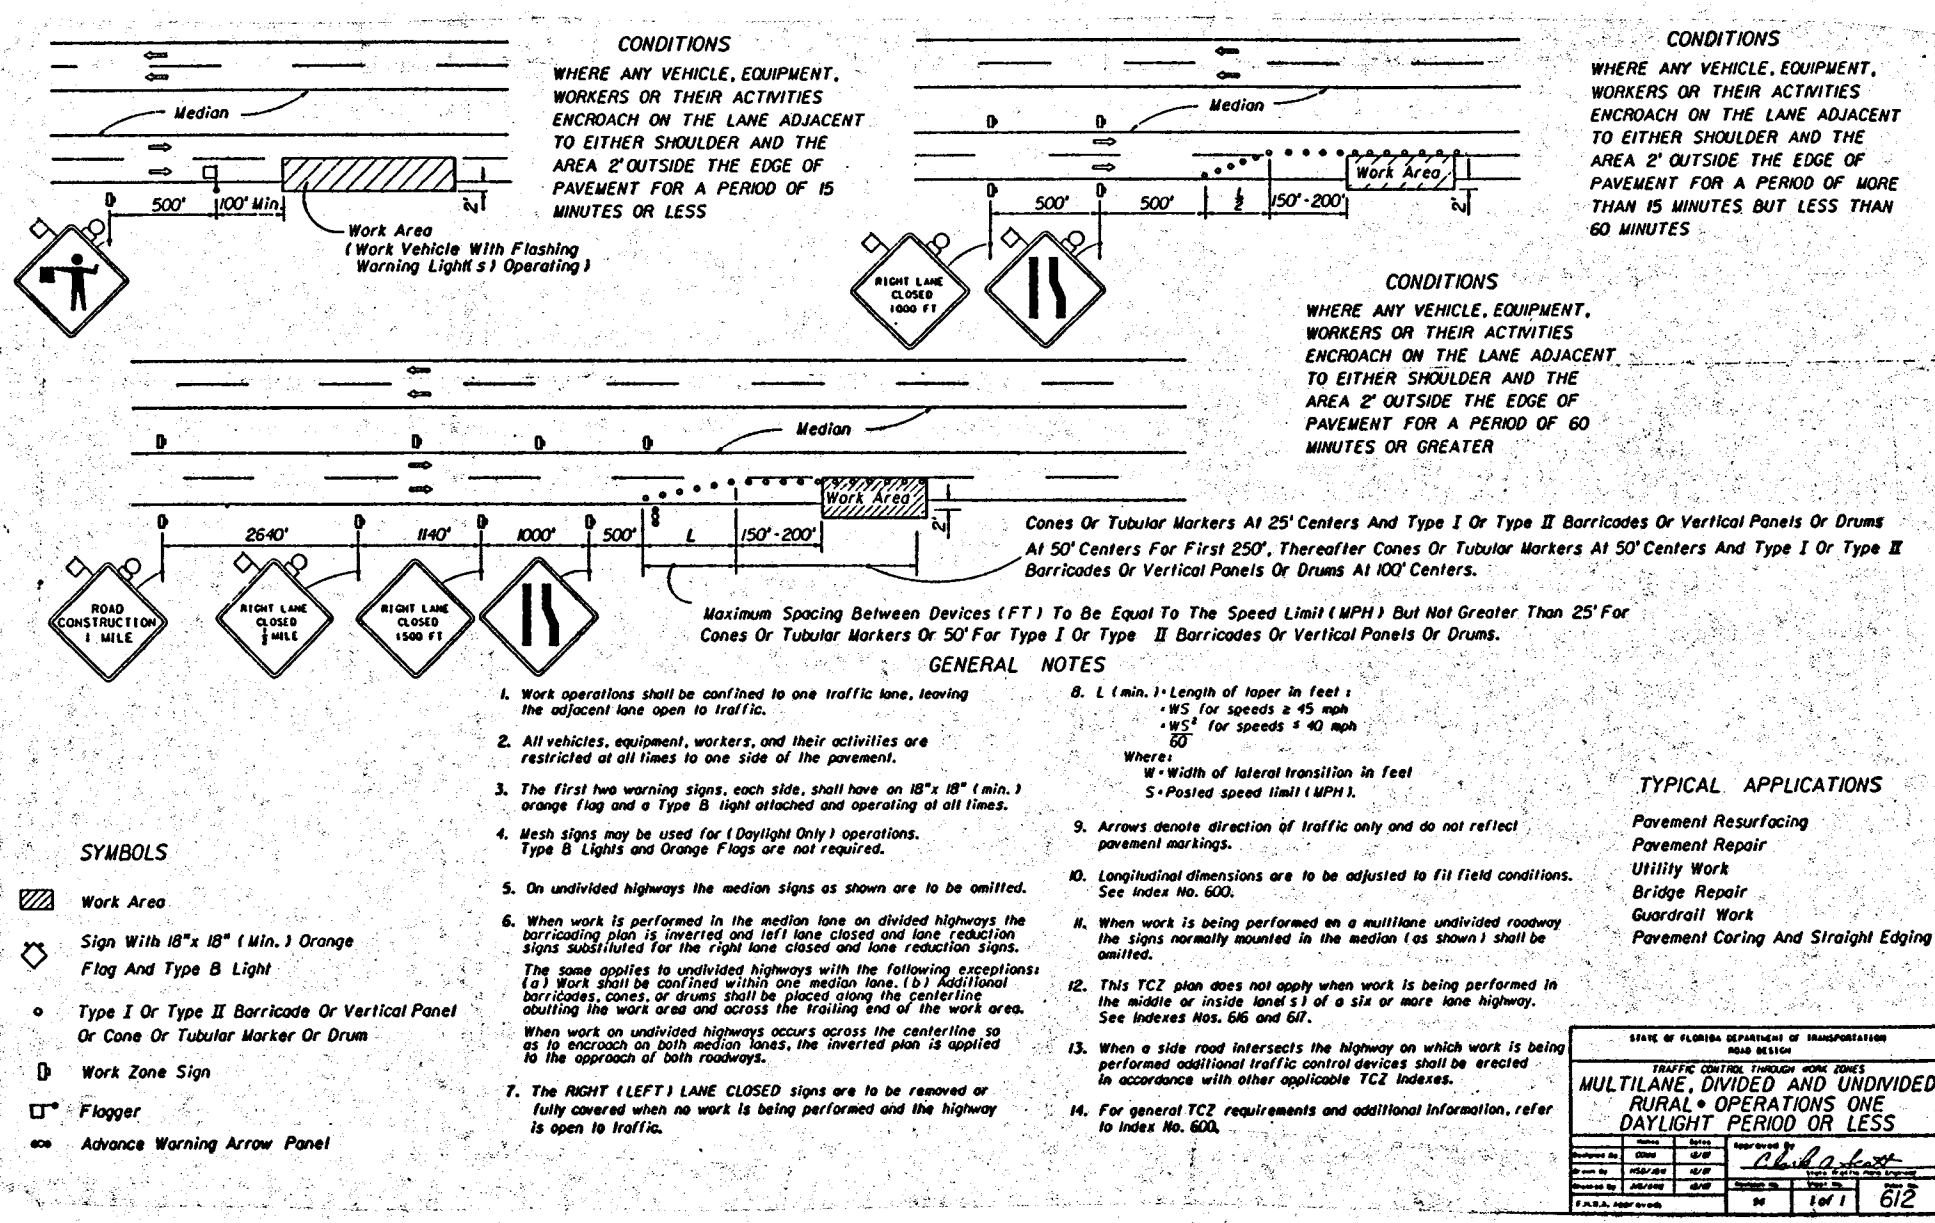 CONDITIONS
WHERE ANY VEHICLE, EQUIPMENT,
WORKERS OR THEIR ACTIVITIES
ENCROACH ON THE LANE ADJACENT
TO EITHER SHOULDER AND THE
AREA 2' OUTSIDE THE EDGE OF
PAVEMENT FOR A PERIOD OF 15
MINUTES OR LESS
Median
500'
100' Min.
2'
Work Area
(Work Vehicle With Flashing
Warning Light(s) Operating)
CONDITIONS
WHERE ANY VEHICLE, EQUIPMENT,
WORKERS OR THEIR ACTIVITIES
ENCROACH ON THE LANE ADJACENT
TO EITHER SHOULDER AND THE
AREA 2' OUTSIDE THE EDGE OF
PAVEMENT FOR A PERIOD OF MORE
THAN 15 MINUTES BUT LESS THAN
60 MINUTES
Median
Work Area
500'
500'
150'-200'
2'
RIGHT LANE
CLOSED
1000 FT
CONDITIONS
WHERE ANY VEHICLE, EQUIPMENT,
WORKERS OR THEIR ACTIVITIES
ENCROACH ON THE LANE ADJACENT
TO EITHER SHOULDER AND THE
AREA 2' OUTSIDE THE EDGE OF
PAVEMENT FOR A PERIOD OF 60
MINUTES OR GREATER
Median
Work Area
2640'
1140'
1000'
500'
L
150'-200'
2'
ROAD
CONSTRUCTION
1 MILE
RIGHT LANE
CLOSED
½ MILE
RIGHT LANE
CLOSED
1500 FT
Cones Or Tubular Markers At 25' Centers And Type I Or Type II Barricades Or Vertical Panels Or Drums
At 50' Centers For First 250', Thereafter Cones Or Tubular Markers At 50' Centers And Type I Or Type II
Barricades Or Vertical Panels Or Drums At 100' Centers.
Maximum Spacing Between Devices (FT) To Be Equal To The Speed Limit (MPH) But Not Greater Than 25' For
Cones Or Tubular Markers Or 50' For Type I Or Type II Barricades Or Vertical Panels Or Drums.
GENERAL NOTES
1. Work operations shall be confined to one traffic lane, leaving
the adjacent lane open to traffic.
2. All vehicles, equipment, workers, and their activities are
restricted at all times to one side of the pavement.
3. The first two warning signs, each side, shall have an 18"x 18" (min.)
orange flag and a Type B light attached and operating at all times.
4. Mesh signs may be used for (Daylight Only) operations.
Type B Lights and Orange Flags are not required.
5. On undivided highways the median signs as shown are to be omitted.
6. When work is performed in the median lane on divided highways the
barricading plan is inverted and left lane closed and lane reduction
signs substituted for the right lane closed and lane reduction signs.
The same applies to undivided highways with the following exceptions:
(a) Work shall be confined within one median lane. (b) Additional
barricades, cones, or drums shall be placed along the centerline
abutting the work area and across the trailing end of the work area.
When work on undivided highways occurs across the centerline so
as to encroach on both median lanes, the inverted plan is applied
to the approach of both roadways.
7. The RIGHT (LEFT) LANE CLOSED signs are to be removed or
fully covered when no work is being performed and the highway
is open to traffic.
8. L (min.) = Length of taper in feet :
= WS for speeds ≥ 45 mph
= WS² for speeds ≤ 40 mph
60
Where:
W = Width of lateral transition in feet
S = Posted speed limit (MPH).
9. Arrows denote direction of traffic only and do not reflect
pavement markings.
10. Longitudinal dimensions are to be adjusted to fit field conditions.
See Index No. 600.
11. When work is being performed on a multilane undivided roadway
the signs normally mounted in the median (as shown) shall be
omitted.
12. This TCZ plan does not apply when work is being performed in
the middle or inside lane(s) of a six or more lane highway.
See Indexes Nos. 616 and 617.
13. When a side road intersects the highway on which work is being
performed additional traffic control devices shall be erected
in accordance with other applicable TCZ Indexes.
14. For general TCZ requirements and additional information, refer
to Index No. 600.
TYPICAL APPLICATIONS
Pavement Resurfacing
Pavement Repair
Utility Work
Bridge Repair
Guardrail Work
Pavement Coring And Straight Edging
SYMBOLS
Work Area
Sign With 18"x 18" (Min.) Orange
Flag And Type B Light
Type I Or Type II Barricade Or Vertical Panel
Or Cone Or Tubular Marker Or Drum
Work Zone Sign
Flagger
Advance Warning Arrow Panel
STATE OF FLORIDA DEPARTMENT OF TRANSPORTATION
ROAD DESIGN
TRAFFIC CONTROL THROUGH WORK ZONES
MULTILANE, DIVIDED AND UNDIVIDED
RURAL • OPERATIONS ONE
DAYLIGHT PERIOD OR LESS
Names Dates
Approved By
F.H.W.A. Approved:
1 of 1
612